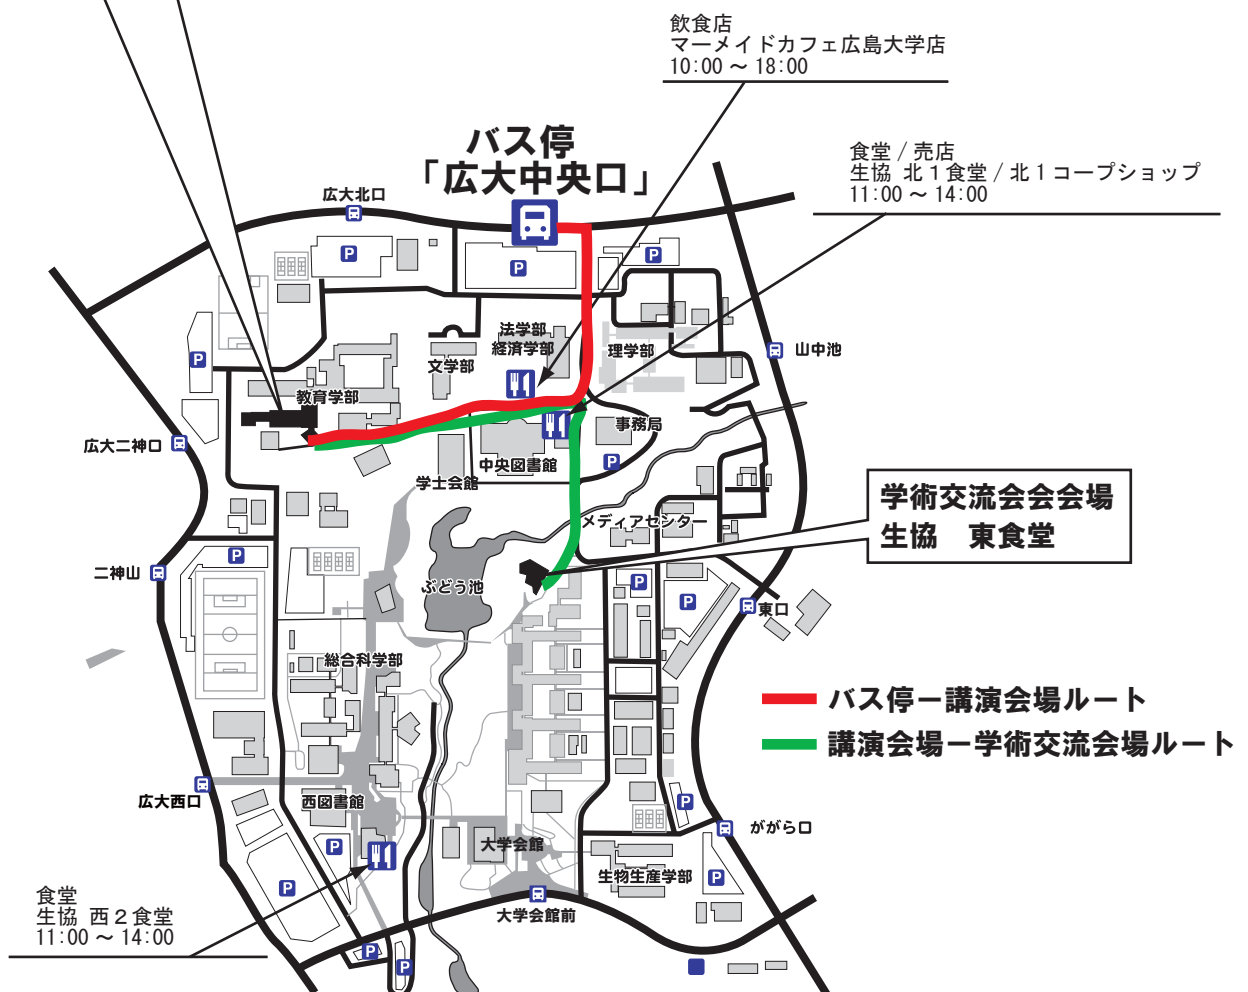 飲食店
マーメイドカフェ広島大学店
10:00 ～ 18:00
バス停
「広大中央口」
食堂 / 売店
生協 北１食堂 / 北１コープショップ
11:00 ～ 14:00
広大北口
P
P
P
法学部
経済学部
文学部
理学部
山中池
P
教育学部
事務局
広大二神口
中央図書館
P
学士会館
学術交流会会会場
生協　東食堂
メディアセンター
P
二神山
ぶどう池
P
P
東口
総合科学部
バス停ー講演会場ルート
講演会場ー学術交流会場ルート
広大西口
西図書館
P
ががら口
P
大学会館
生物生産学部
P
P
食堂
生協 西２食堂
11:00 ～ 14:00
大学会館前
P
P